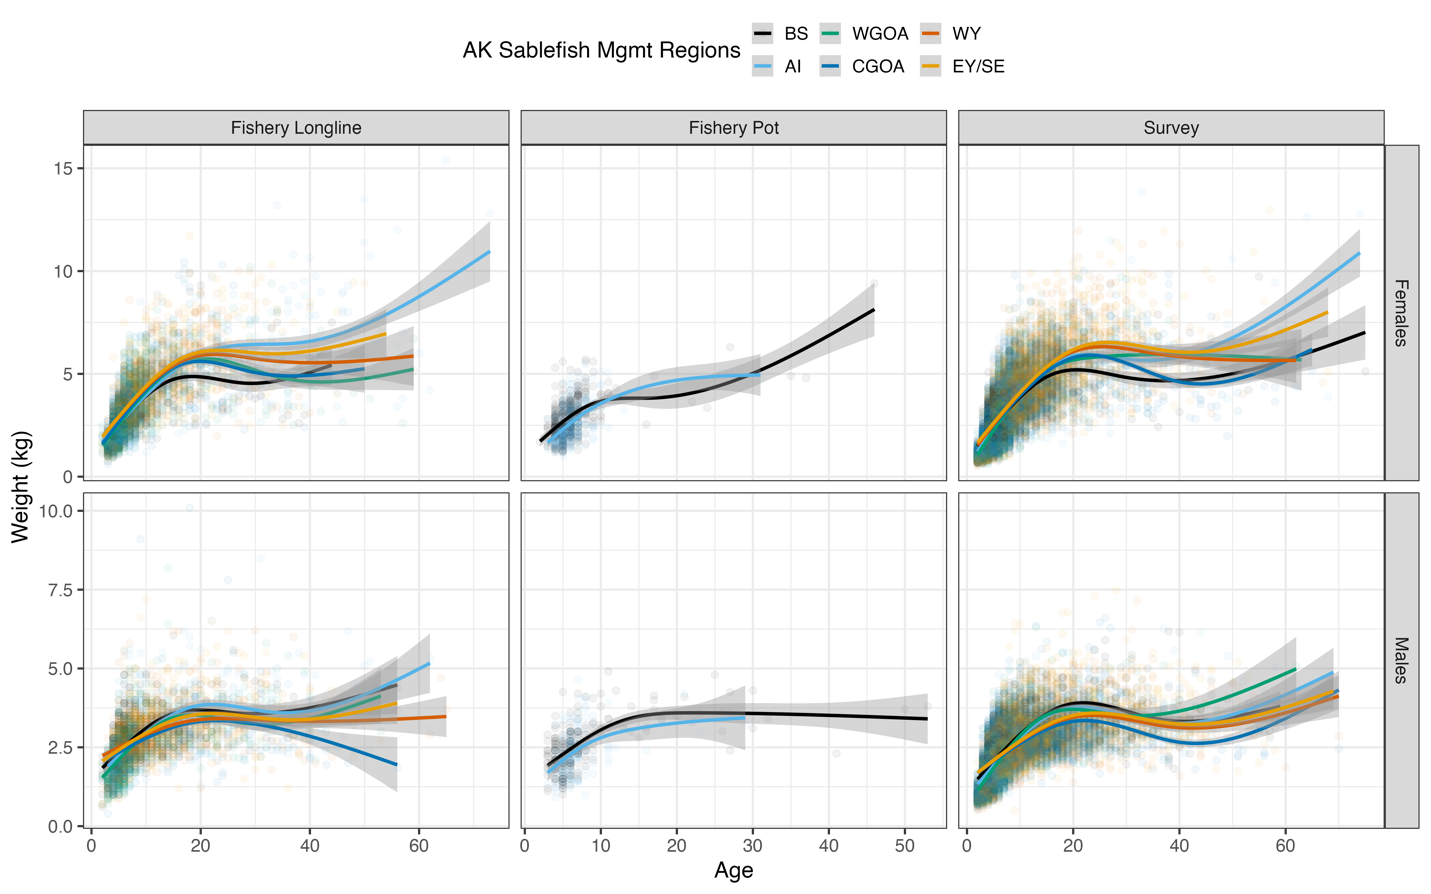 AK Sablefish Mgmt Regions
BS WGOA WY
AI CGOA EY/SE
Fishery Longline Fishery Pot Survey
15
10
5
0
Females
10.0
7.5
5.0
2.5
0.0
Males
Weight (kg)
0 20 40 60 0 10 20 30 40 50 0 20 40 60
Age